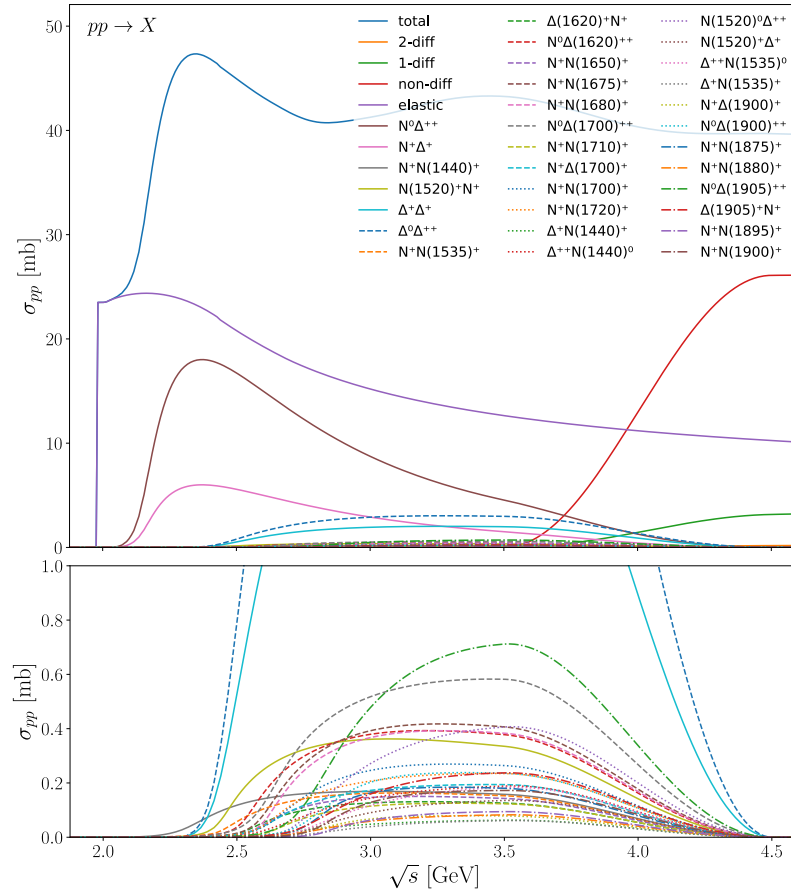 pp → X
total
2-diff
1-diff
non-diff
elastic
N⁰Δ⁺⁺
N⁺Δ⁺
N⁺N(1440)⁺
N(1520)⁺N⁺
Δ⁺Δ⁺
Δ⁰Δ⁺⁺
N⁺N(1535)⁺
Δ(1620)⁺N⁺
N⁰Δ(1620)⁺⁺
N⁺N(1650)⁺
N⁺N(1675)⁺
N⁺N(1680)⁺
N⁰Δ(1700)⁺⁺
N⁺N(1710)⁺
N⁺Δ(1700)⁺
N⁺N(1700)⁺
N⁺N(1720)⁺
Δ⁺N(1440)⁺
Δ⁺⁺N(1440)⁰
N(1520)⁰Δ⁺⁺
N(1520)⁺Δ⁺
Δ⁺⁺N(1535)⁰
Δ⁺N(1535)⁺
N⁺Δ(1900)⁺
N⁰Δ(1900)⁺⁺
N⁺N(1875)⁺
N⁺N(1880)⁺
N⁰Δ(1905)⁺⁺
Δ(1905)⁺N⁺
N⁺N(1895)⁺
N⁺N(1900)⁺
50
40
30
20
10
0
σpp [mb]
1.0
0.8
0.6
0.4
0.2
0.0
σpp [mb]
2.0 2.5 3.0 3.5 4.0 4.5
√s [GeV]